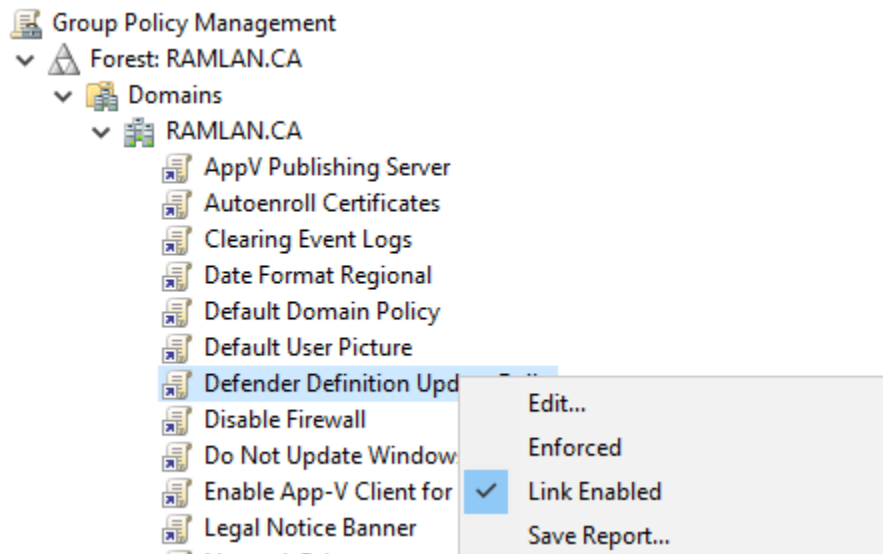 Group Policy Management
Forest: RAMLAN.CA
Domains
RAMLAN.CA
AppV Publishing Server
Autoenroll Certificates
Clearing Event Logs
Date Format Regional
Default Domain Policy
Default User Picture
Defender Definition Upd
Disable Firewall
Do Not Update Window
Enable App-V Client for
Legal Notice Banner
Edit...
Enforced
Link Enabled
Save Report...